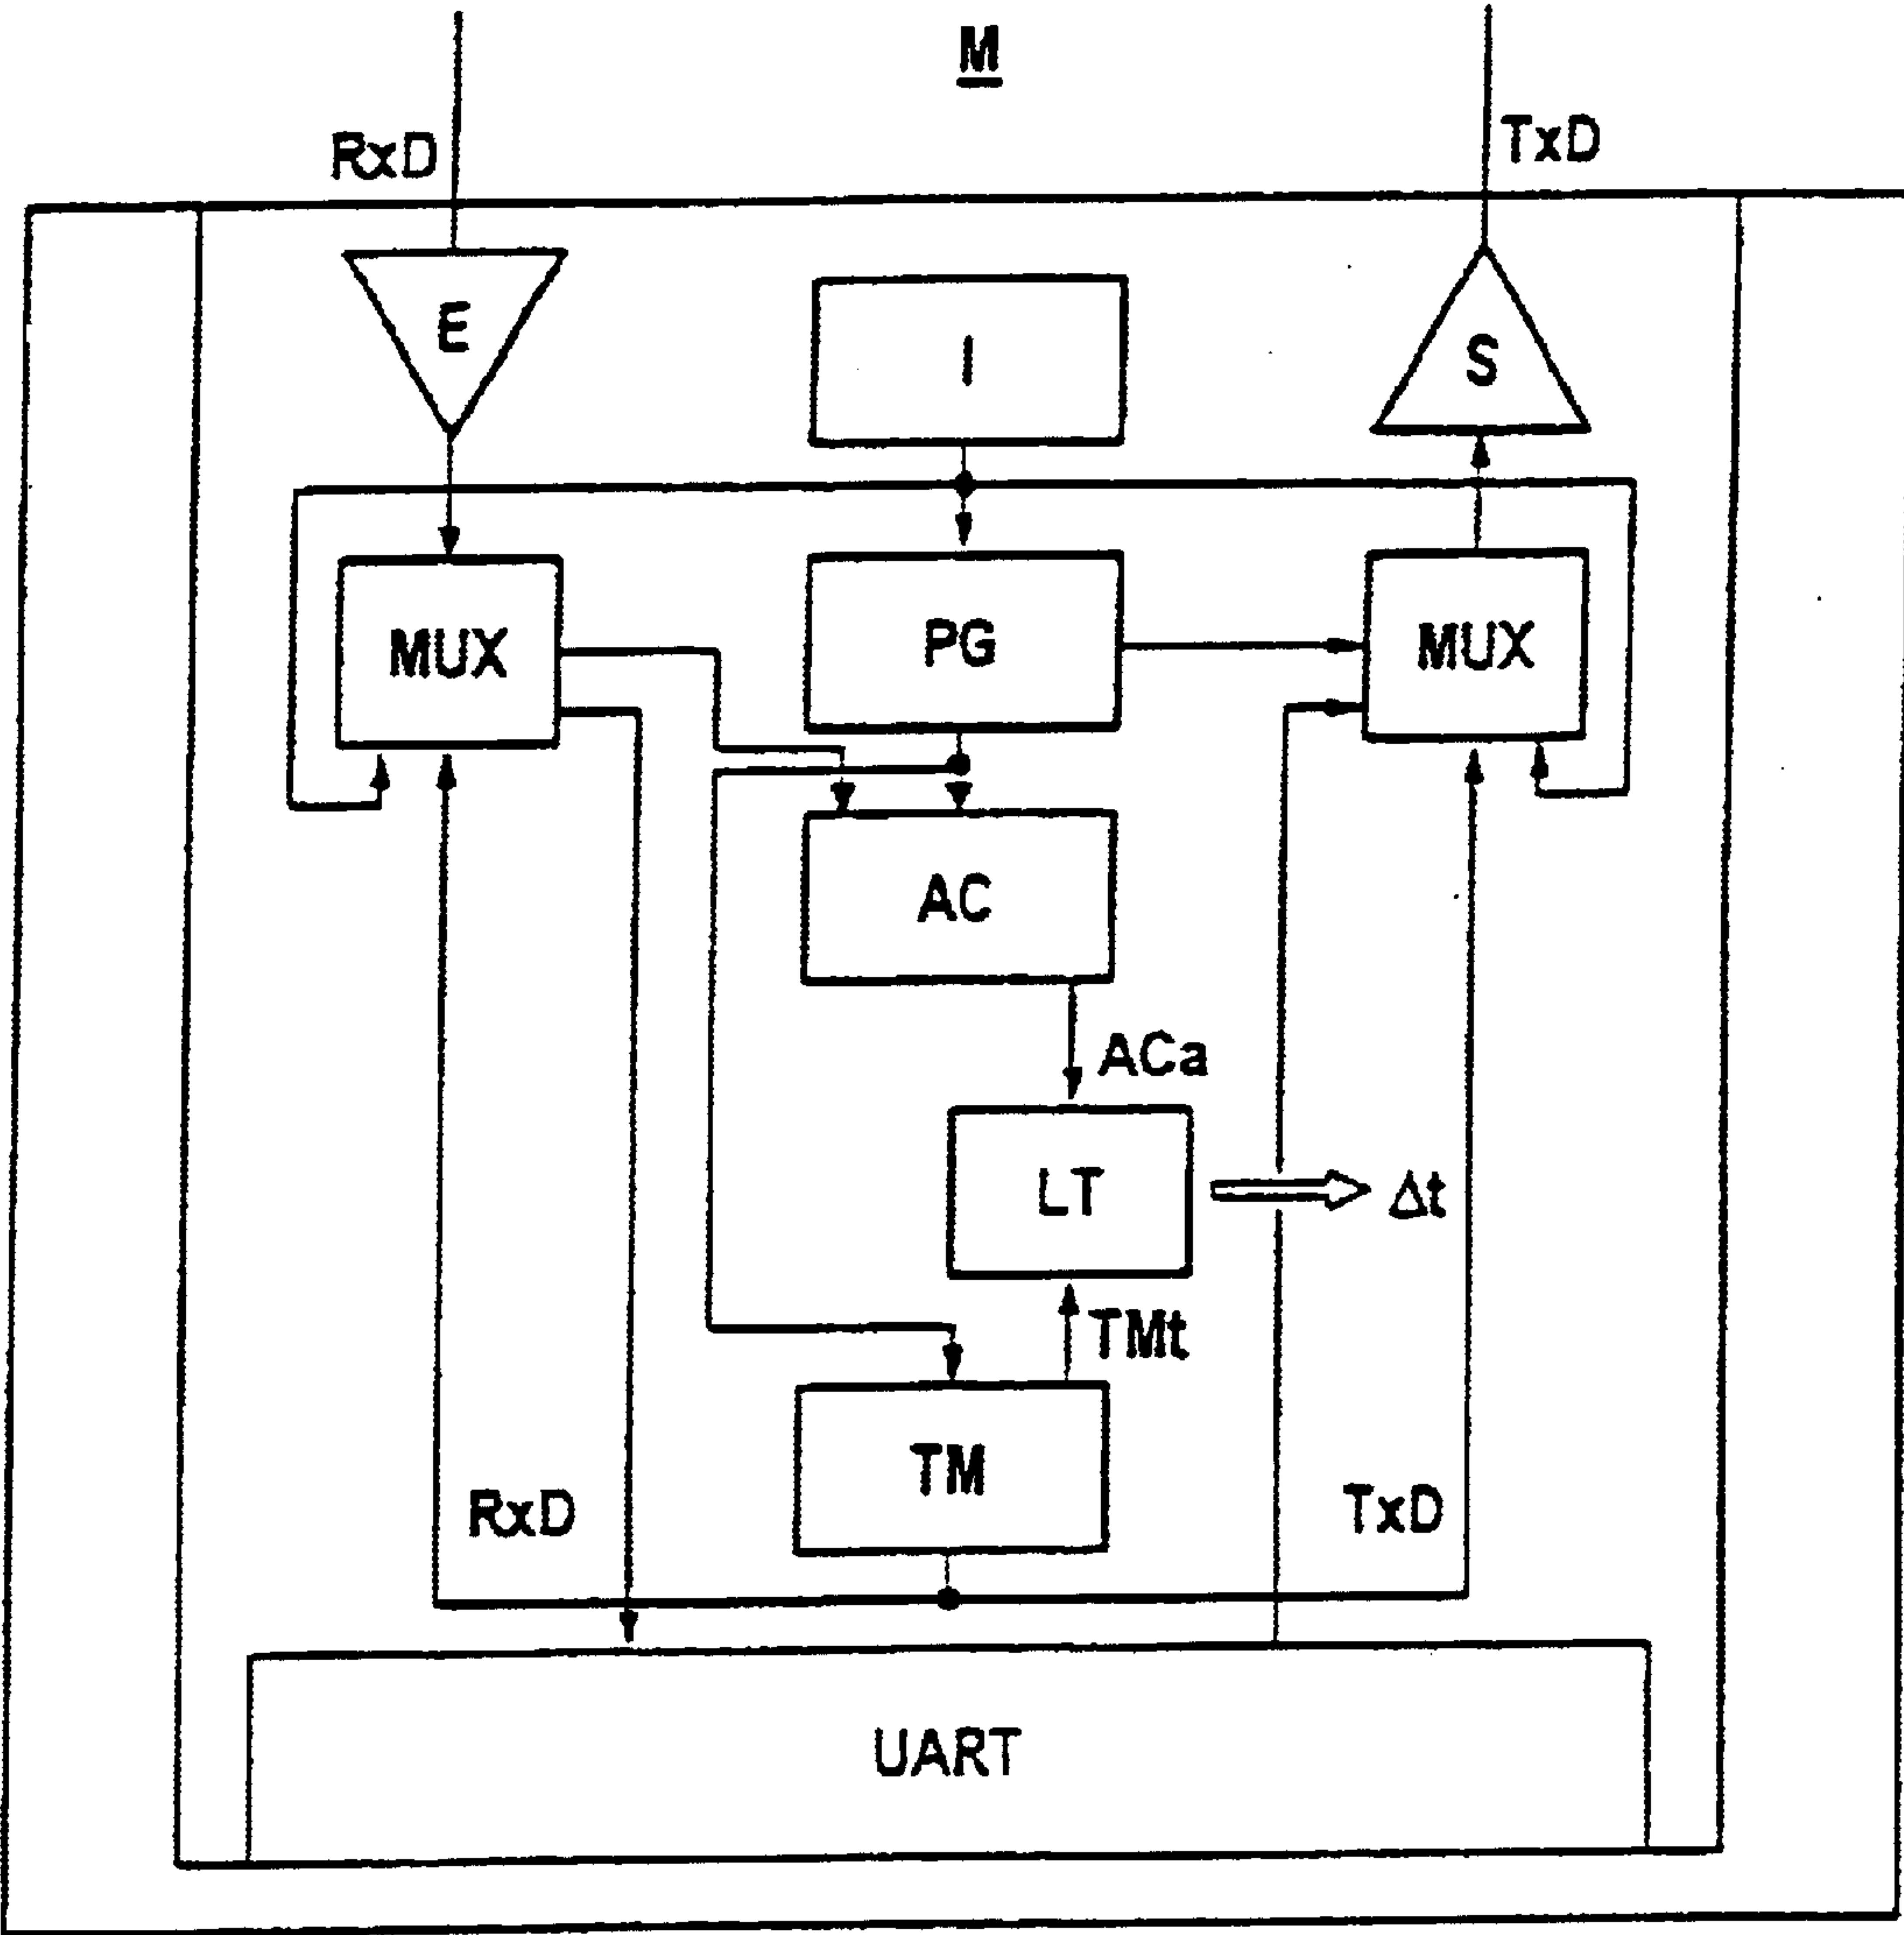 M
RxD
TxD
E
I
S
MUX
PG
MUX
AC
ACa
LT
Δt
TMt
TM
RxD
TxD
UART